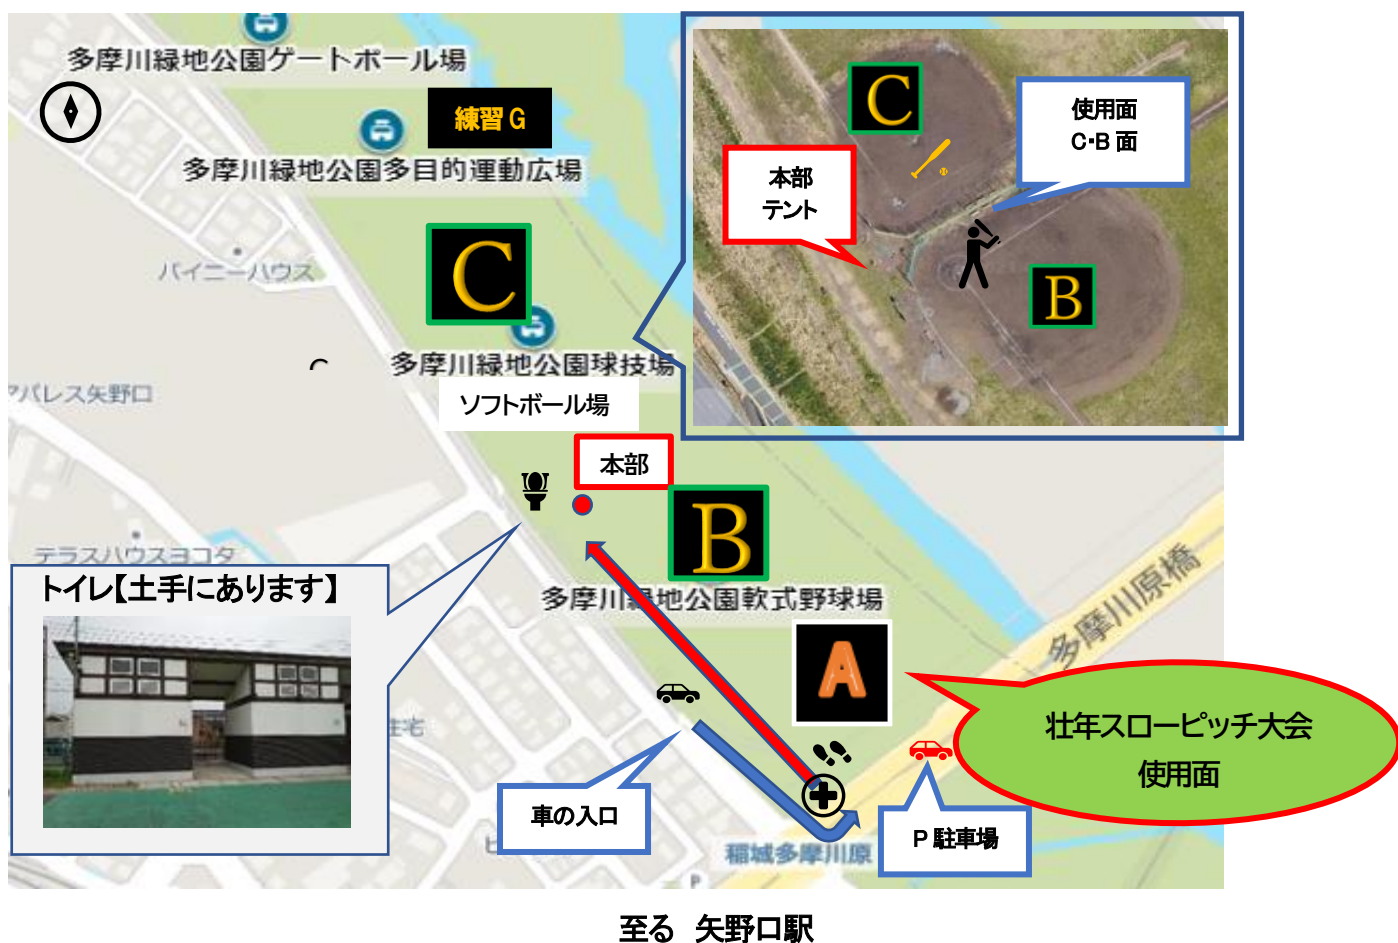 多摩川緑地公園ゲートボール場
練習G
多摩川緑地公園多目的運動広場
パイニーハウス
C
多摩川緑地公園球技場
ソフトボール場
アパレス矢野口
本部
B
多摩川緑地公園軟式野球場
テラスハウスヨコタ
トイレ【土手にあります】
A
住宅
車の入口
稲城多摩川原
P
P 駐車場
多摩川原橋
壮年スローピッチ大会
使用面
C
使用面
C・B 面
本部
テント
B
至る 矢野口駅